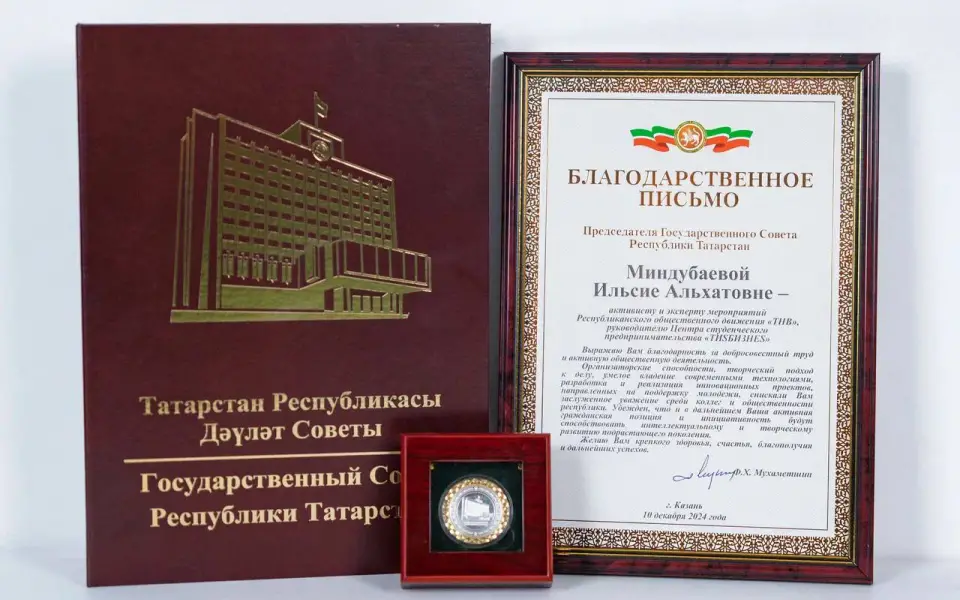 Татарстан Республикасы
Дәүләт Советы
Государственный Со
Республики Татарст
БЛАГОДАРСТВЕННОЕ
ПИСЬМО
Председателя Государственного Совета
Республики Татарстан
Миндубаевой
Ильсие Альхатовне –
активисту и эксперту мероприятий
Республиканского общественного движения «ТНВ»,
руководителю Центра студенческого
предпринимательства «ТИSБИЗНЕS»
Выражаю Вам благодарность за добросовестный труд
и активную общественную деятельность.
Организаторские способности, творческий подход
к делу, умелое владение современными технологиями,
разработка и реализация инновационных проектов,
направленных на поддержку молодежи, снискали Вам
заслуженное уважение среди коллег и общественности
республики. Убежден, что и в дальнейшем Ваша активная
гражданская позиция и инициативность будут
способствовать интеллектуальному и творческому
развитию подрастающего поколения.
Желаю Вам крепкого здоровья, счастья, благополучия
и дальнейших успехов.
Ф.Х. Мухаметшин
г. Казань
10 декабря 2024 года